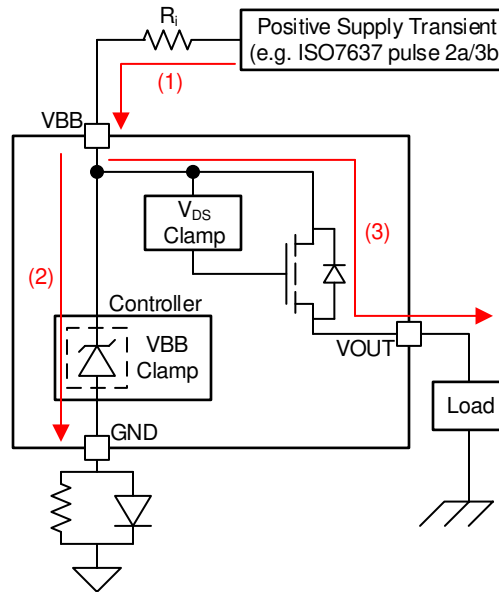 Ri
Positive Supply Transient
(e.g. ISO7637 pulse 2a/3b
(1)
VBB
VDS
Clamp
(3)
(2)
Controller
VBB
Clamp
VOUT
GND
Load